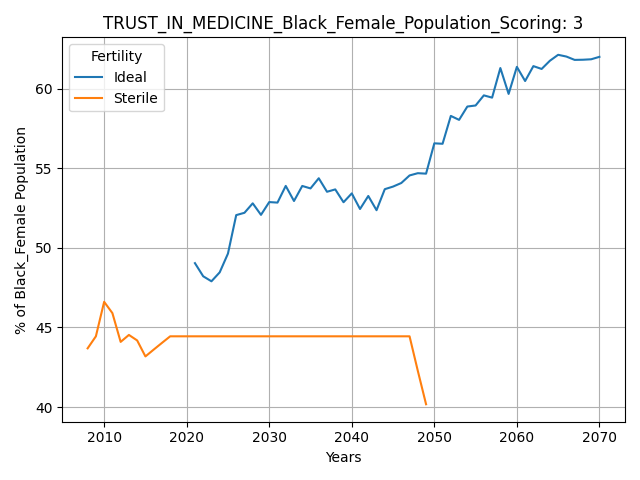 TRUST_IN_MEDICINE_Black_Female_Population_Scoring: 3
Fertility
Ideal
Sterile
% of Black_Female Population
60
55
50
45
40
2010 2020 2030 2040 2050 2060 2070
Years